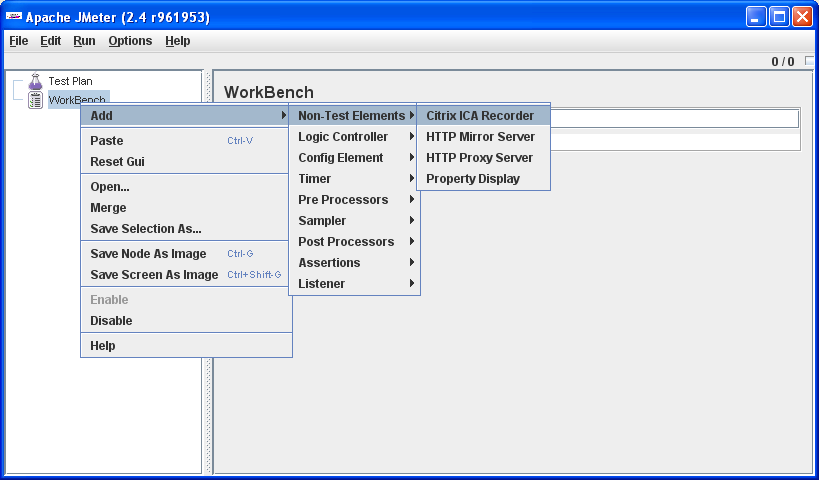 Apache JMeter (2.4 r961953)
File Edit Run Options Help
0 / 0
Test Plan
WorkBench
WorkBench
Add
Paste Ctrl-V
Reset Gui
Open...
Merge
Save Selection As...
Save Node As Image Ctrl-G
Save Screen As Image Ctrl+Shift-G
Enable
Disable
Help
Non-Test Elements
Logic Controller
Config Element
Timer
Pre Processors
Sampler
Post Processors
Assertions
Listener
Citrix ICA Recorder
HTTP Mirror Server
HTTP Proxy Server
Property Display